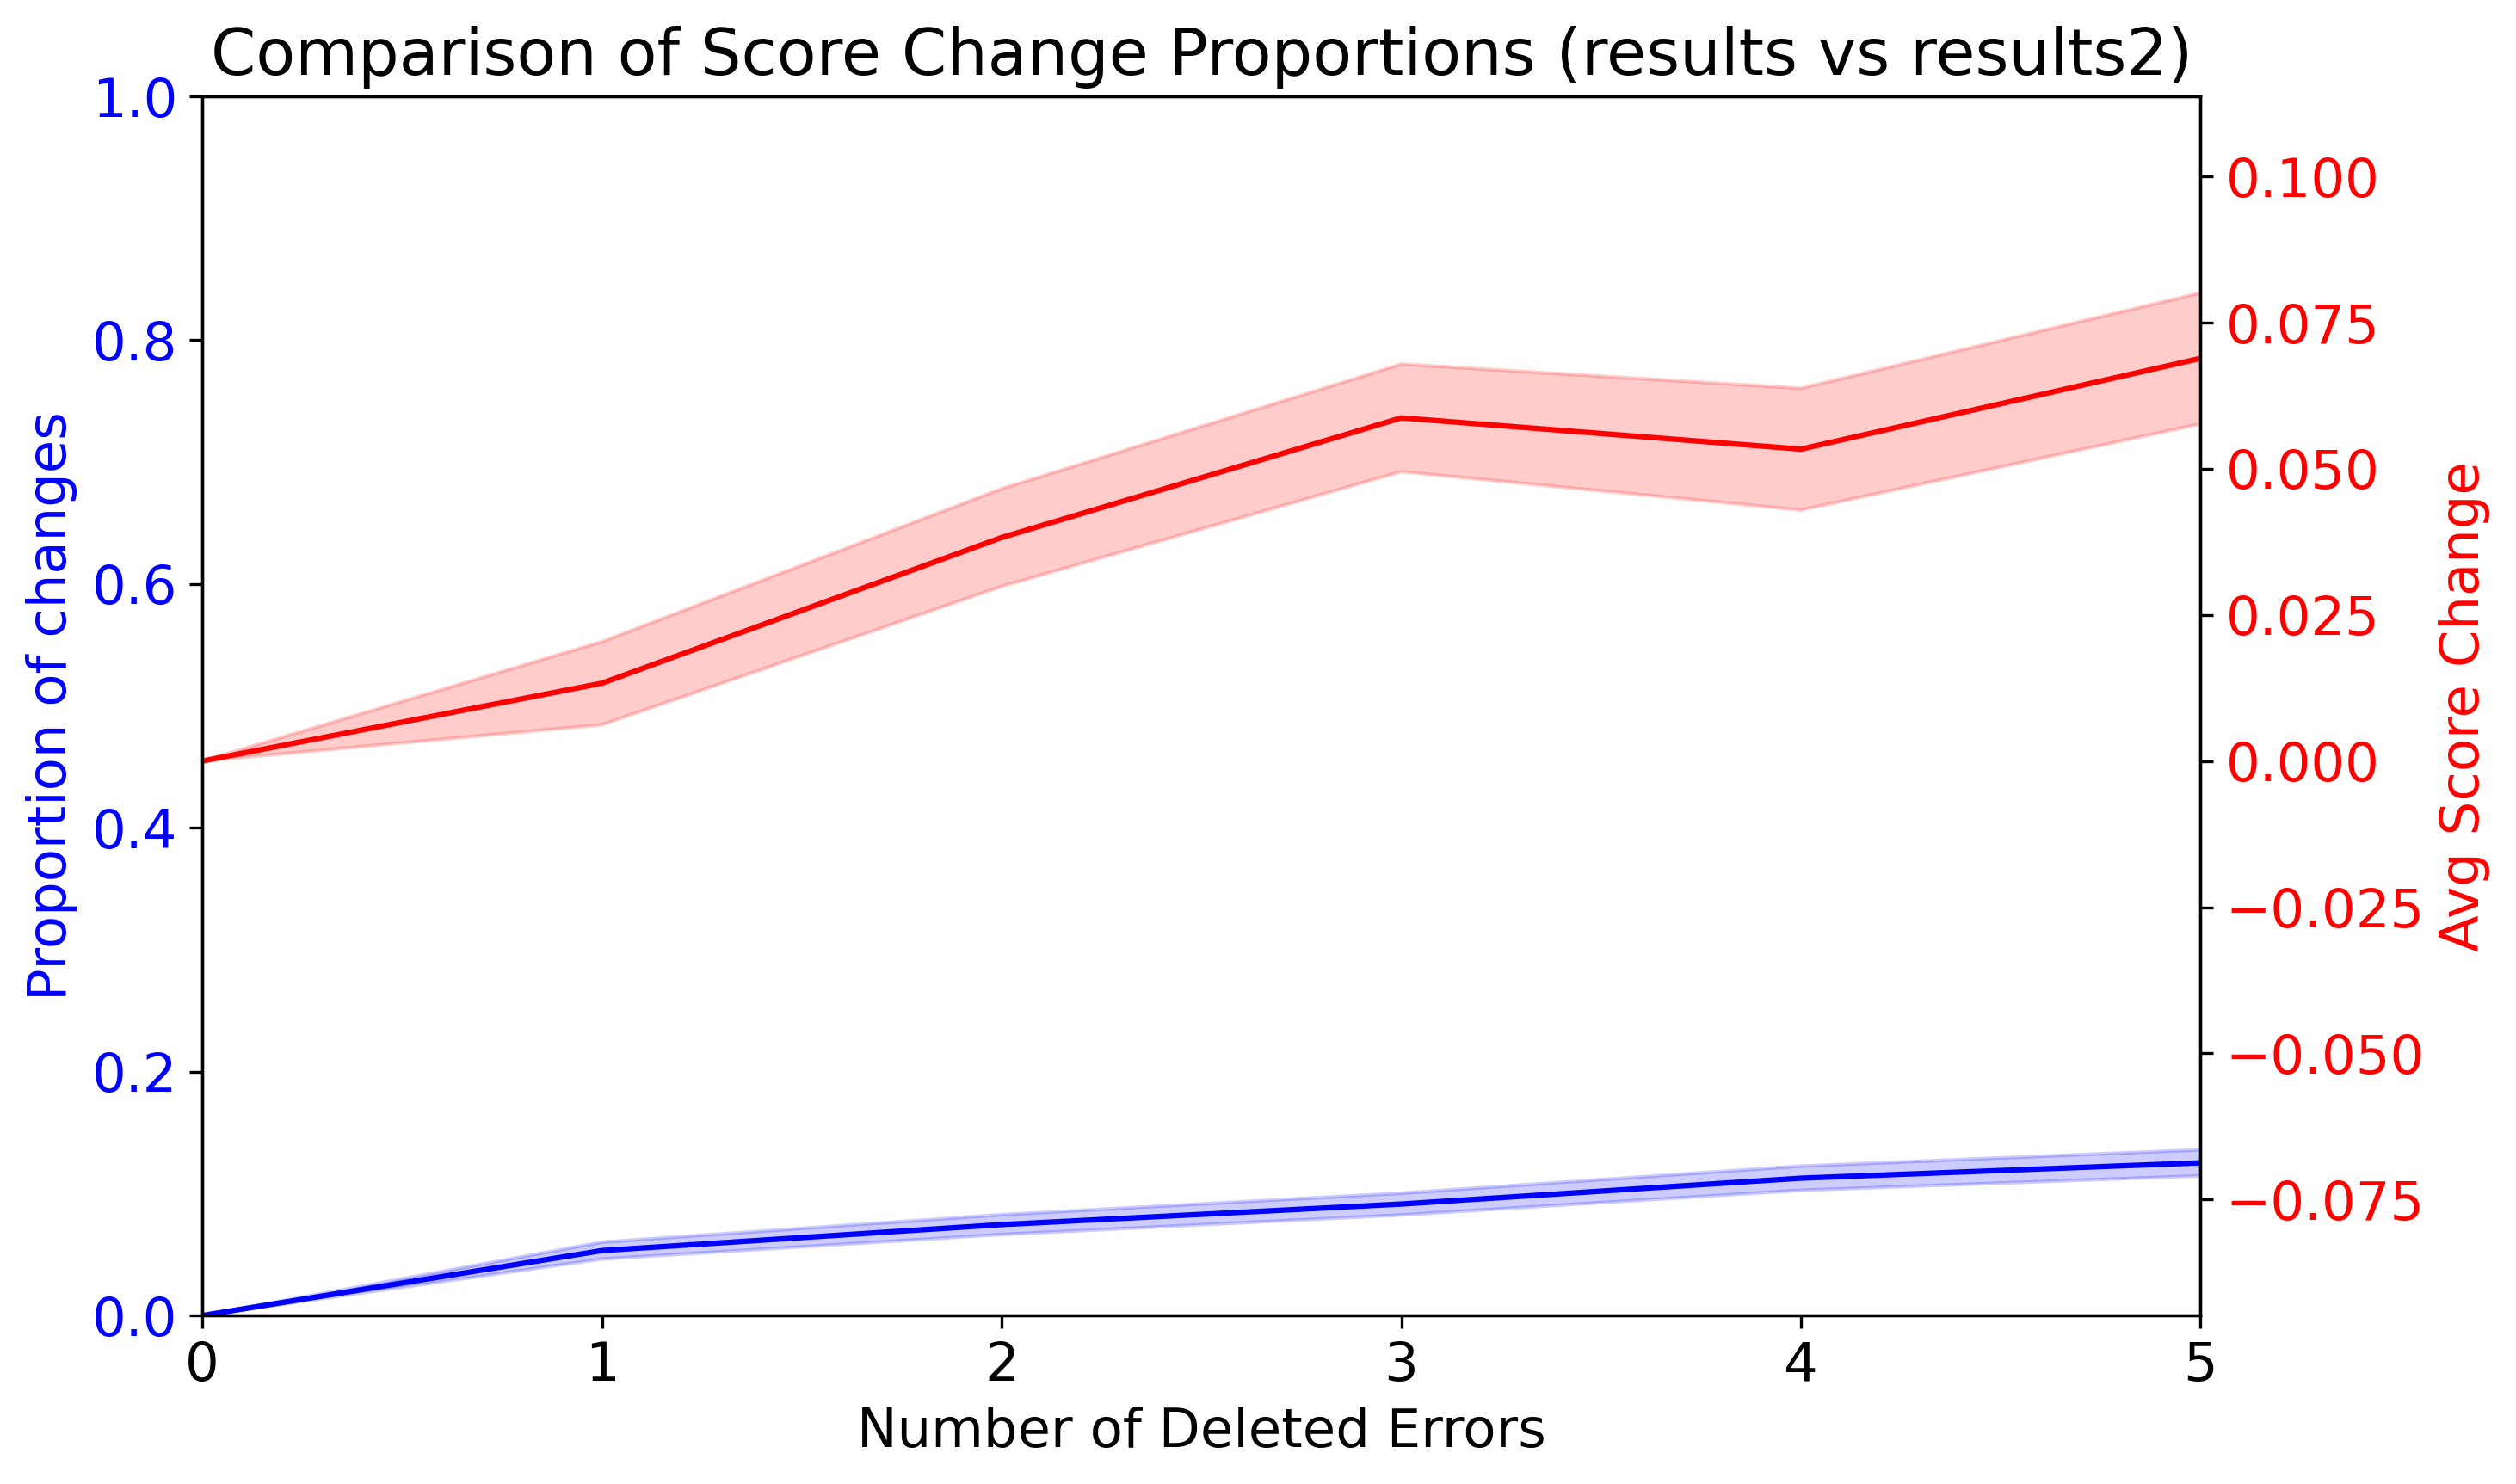 Comparison of Score Change Proportions (results vs results2)
Proportion of changes
1.0
0.8
0.6
0.4
0.2
0.0
0 1 2 3 4 5
Number of Deleted Errors
0.100
0.075
0.050
0.025
0.000
−0.025
−0.050
−0.075
Avg Score Change